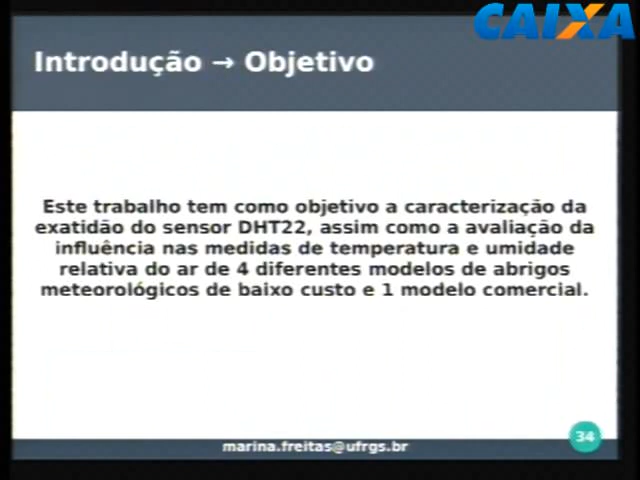 CAIXA
Introdução → Objetivo
Este trabalho tem como objetivo a caracterização da
exatidão do sensor DHT22, assim como a avaliação da
influência nas medidas de temperatura e umidade
relativa do ar de 4 diferentes modelos de abrigos
meteorológicos de baixo custo e 1 modelo comercial.
34
marina.freitas@ufrgs.br